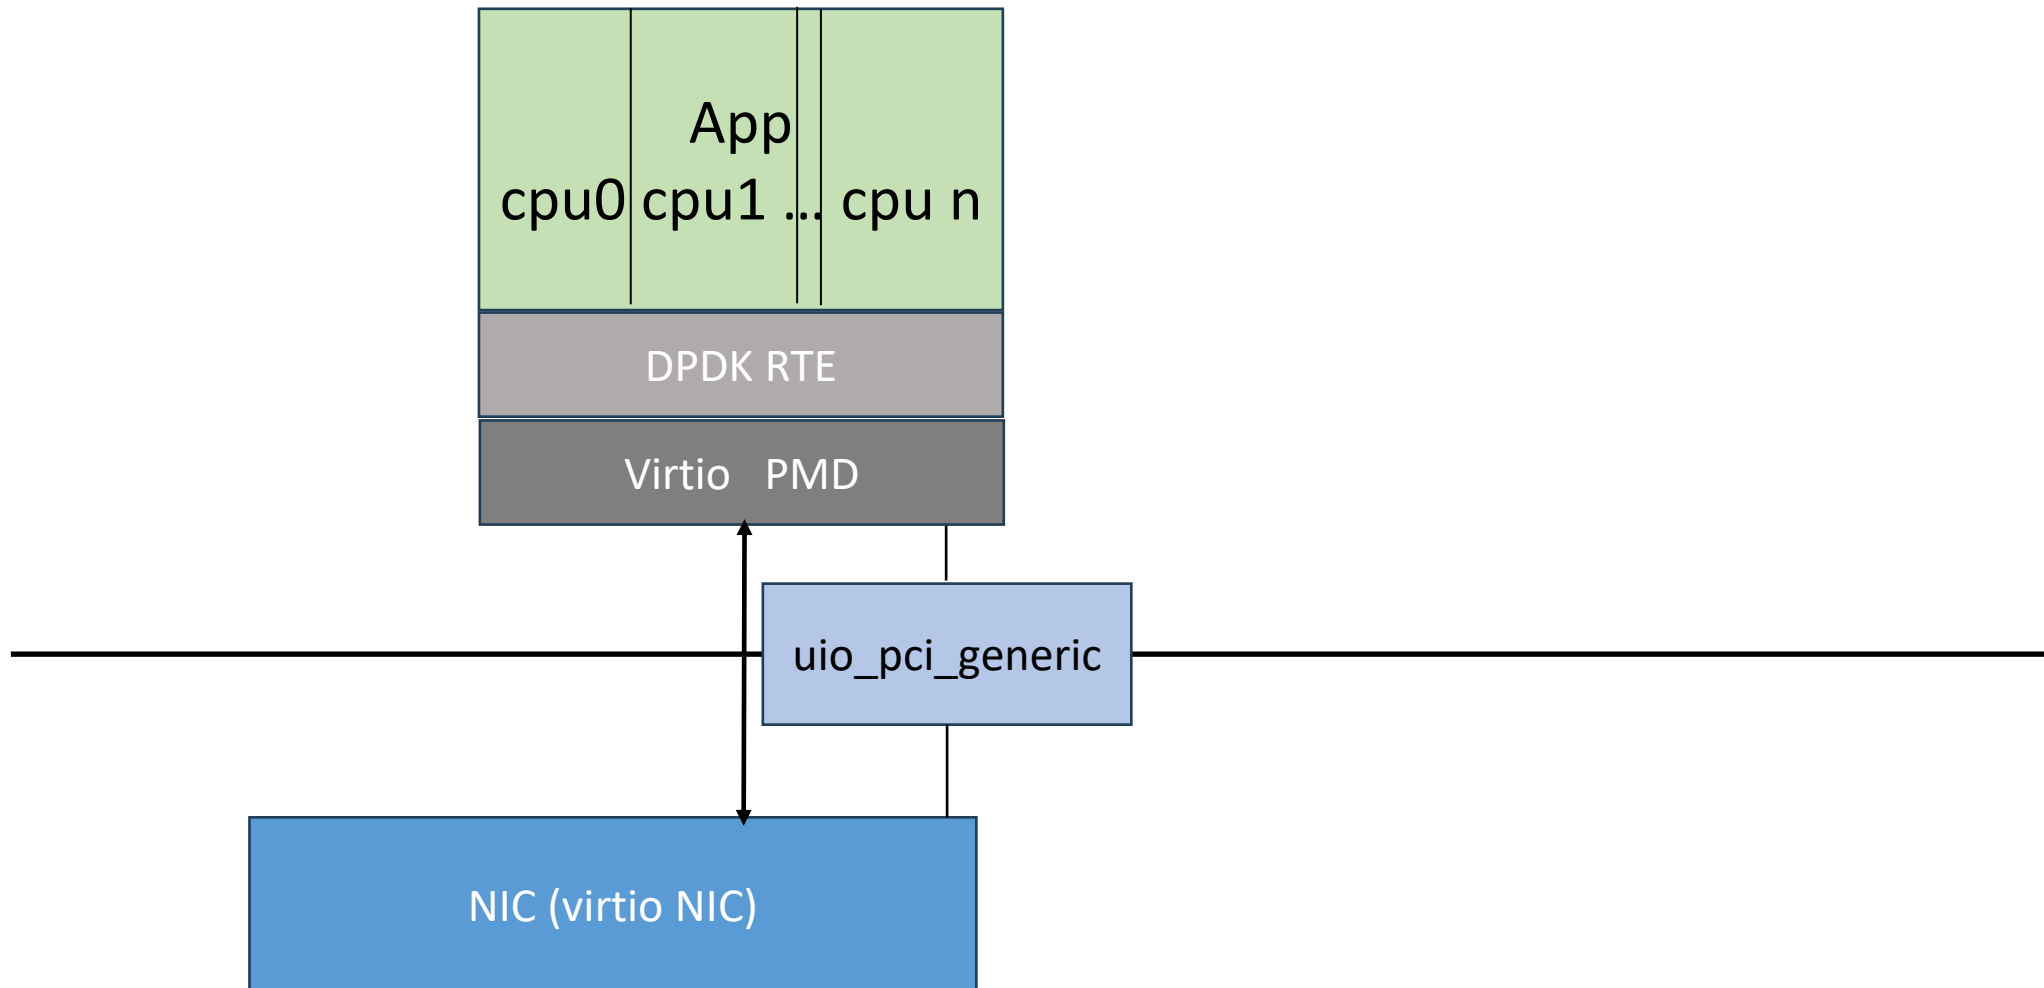 App
cpu0 cpu1 ... cpu n
DPDK RTE
Virtio PMD
uio_pci_generic
NIC (virtio NIC)